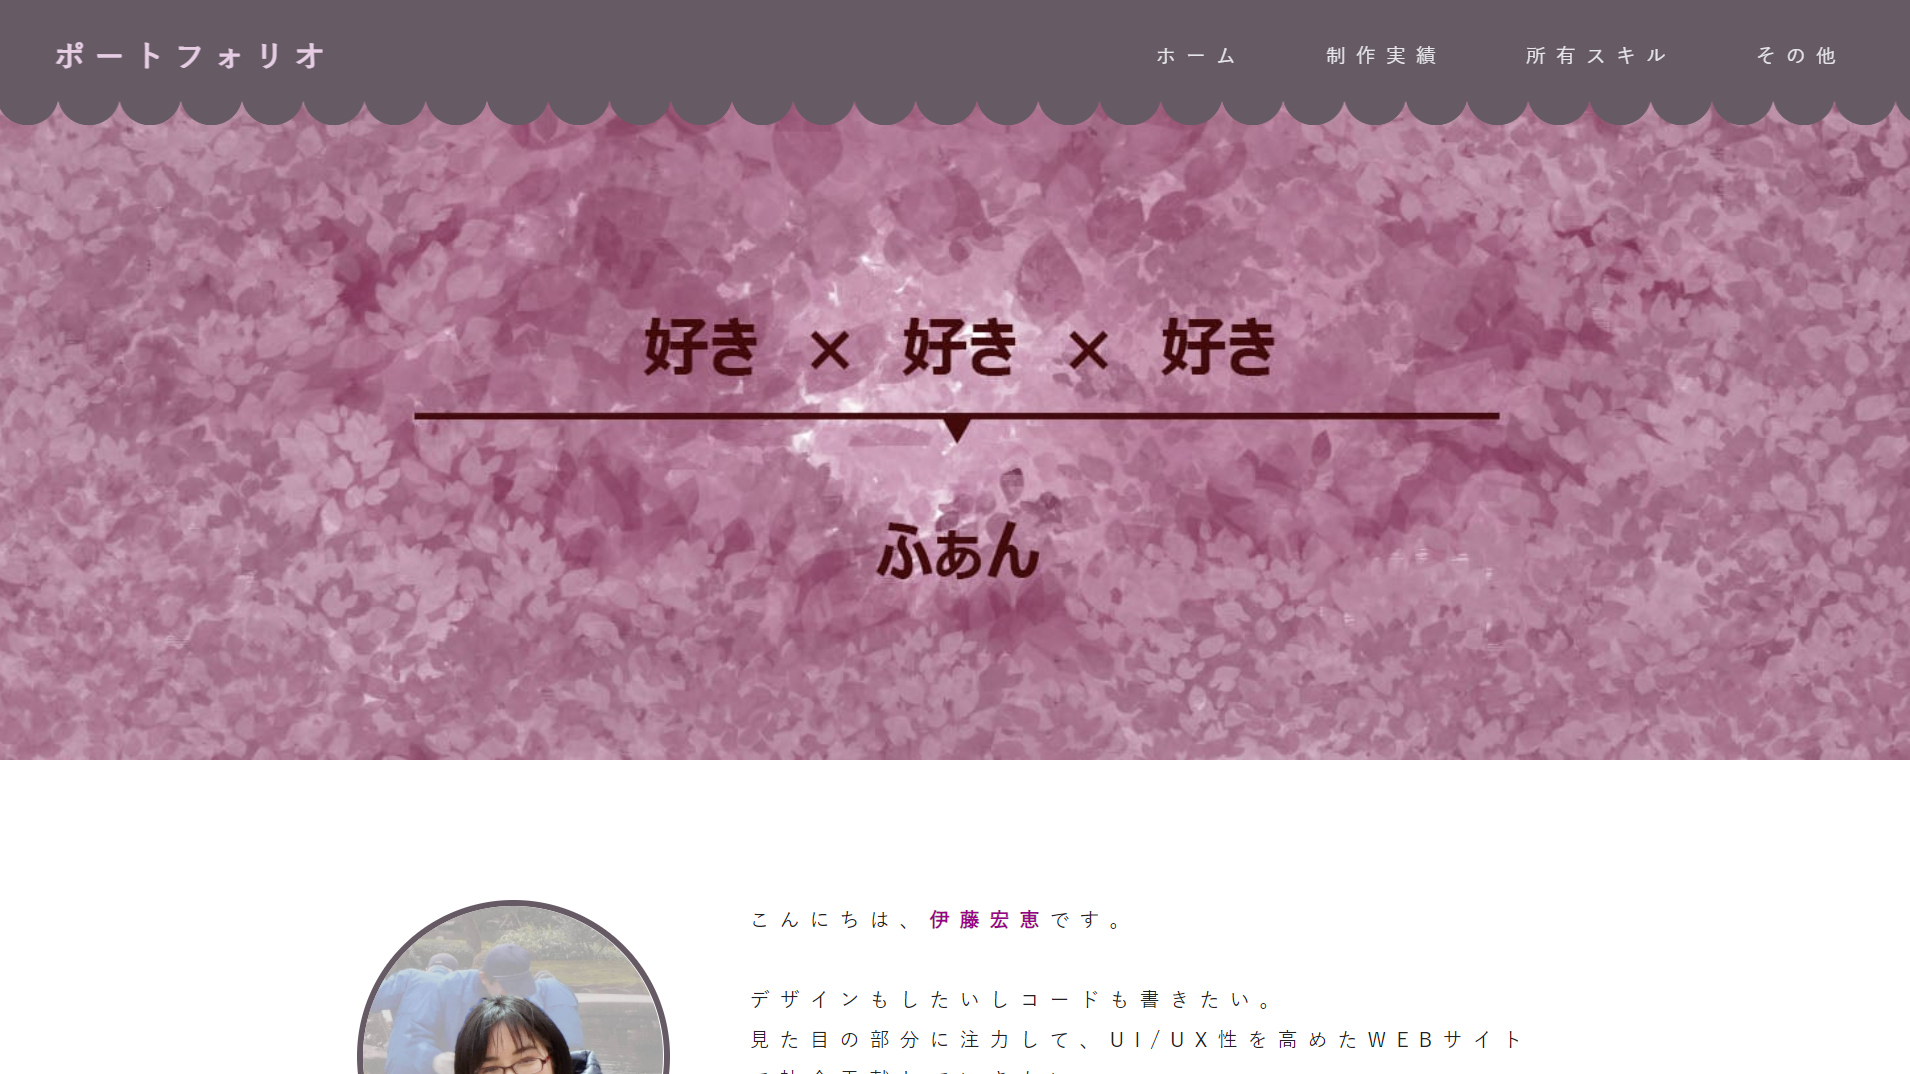 ポートフォリオ
ホーム 制作実績 所有スキル その他
好き × 好き × 好き
ふぁん
こんにちは、伊藤宏恵です。
デザインもしたいしコードも書きたい。
見た目の部分に注力して、UI/UX性を高めたWEBサイト